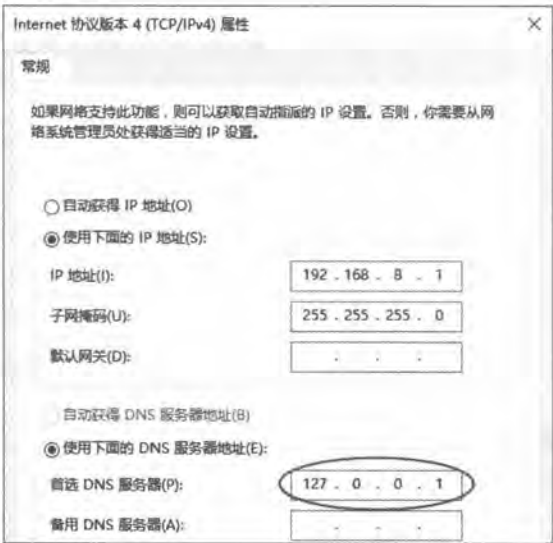 Internet 协议版本 4 (TCP/IPv4) 属性
常规
如果网络支持此功能，则可以获取自动指派的 IP 设置。否则，你需要从网
络系统管理员处获得适当的 IP 设置。
自动获得 IP 地址(O)
使用下面的 IP 地址(S):
IP 地址(I): 192 . 168 . 8 . 1
子网掩码(U): 255 . 255 . 255 . 0
默认网关(D): . . .
自动获得 DNS 服务器地址(B)
使用下面的 DNS 服务器地址(E):
首选 DNS 服务器(P): 127 . 0 . 0 . 1
备用 DNS 服务器(A): . . .